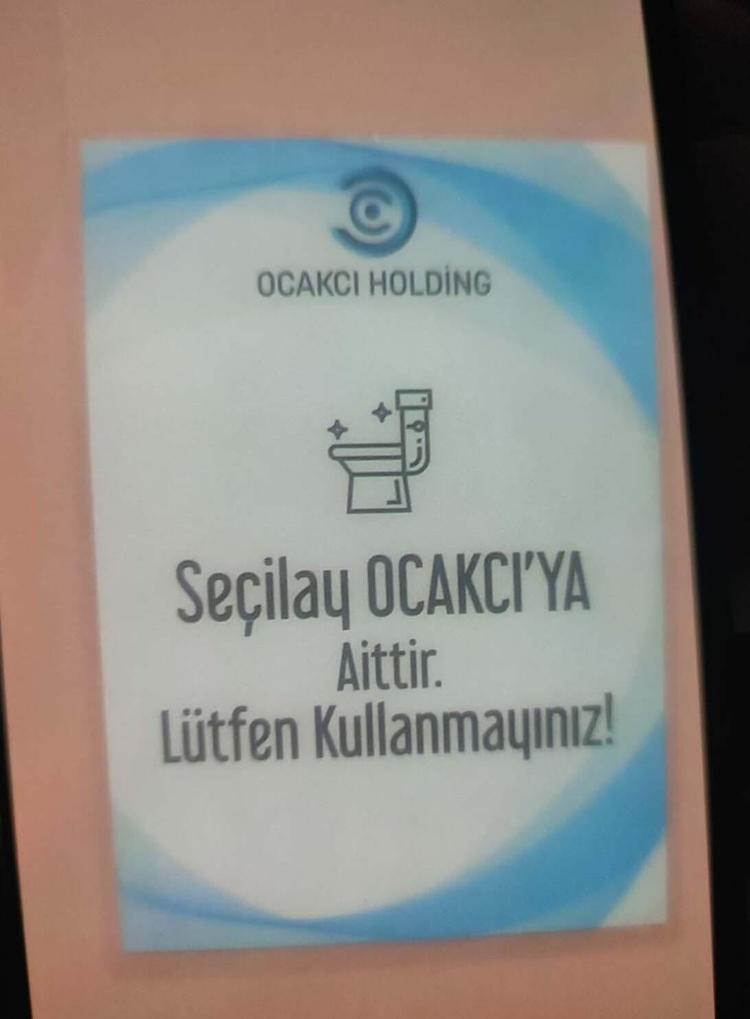 OCAKCI HOLDİNG
Seçilay OCAKCI'YA
Aittir.
Lütfen Kullanmayınız!